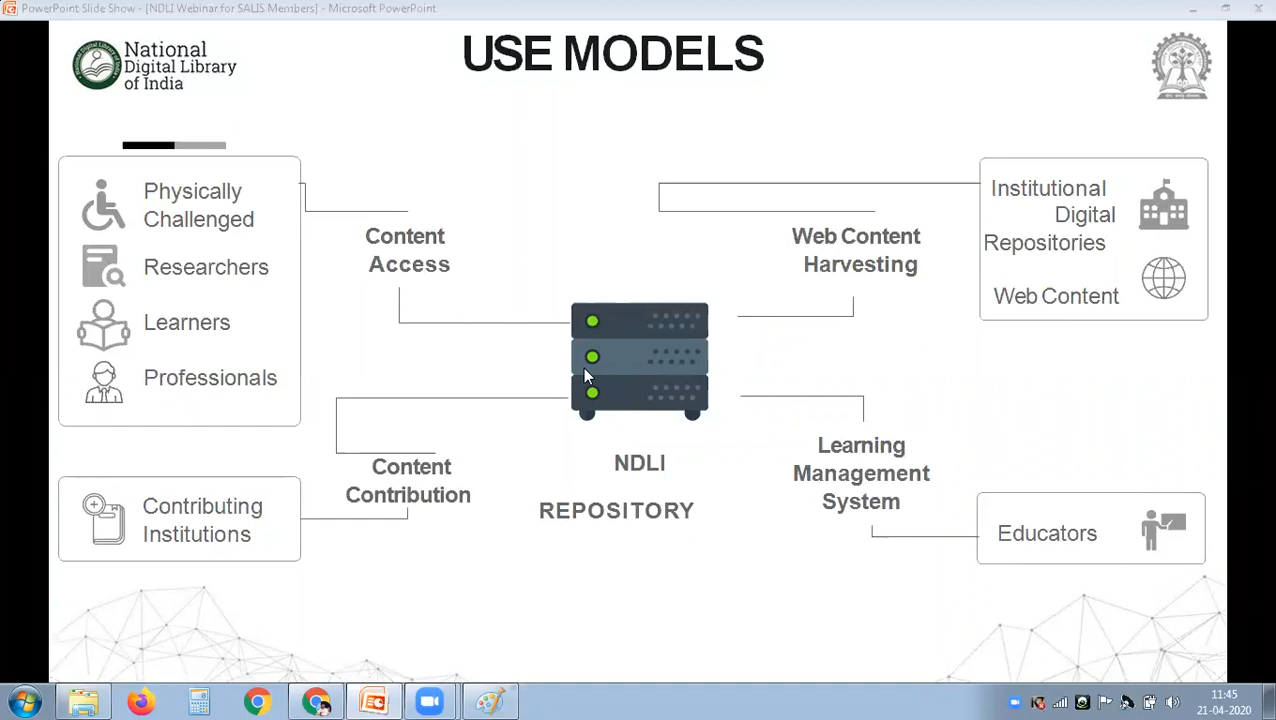 PowerPoint Slide Show - [NDLI Webinar for SALIS Members] - Microsoft PowerPoint
National
Digital Library
of India
USE MODELS
Physically
Challenged
Researchers
Learners
Professionals
Content
Access
Web Content
Harvesting
Institutional
Digital
Repositories
Web Content
Content
Contribution
NDLI
REPOSITORY
Learning
Management
System
Contributing
Institutions
Educators
11:45
21-04-2020